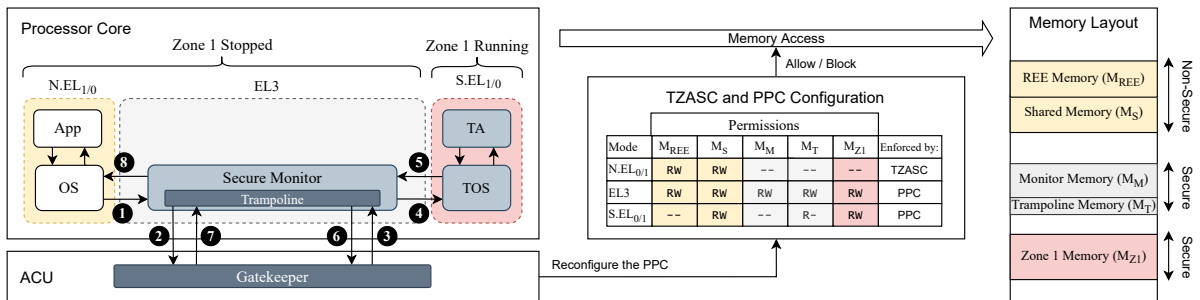 Processor Core
Zone 1 Stopped
Zone 1 Running
N.EL1/0
EL3
S.EL1/0
App
TA
OS
Secure Monitor
Trampoline
TOS
8
5
1
4
2
7
6
3
ACU
Gatekeeper
Reconfigure the PPC
Memory Access
Allow / Block
TZASC and PPC Configuration
Permissions
Mode MREE MS MM MT MZ1 Enforced by:
N.EL0/1 RW RW -- -- -- TZASC
EL3 RW RW RW RW RW PPC
S.EL0/1 -- RW -- R- RW PPC
Memory Layout
REE Memory (MREE)
Shared Memory (MS)
Non-Secure
Monitor Memory (MM)
Trampoline Memory (MT)
Secure
Zone 1 Memory (MZ1)
Secure